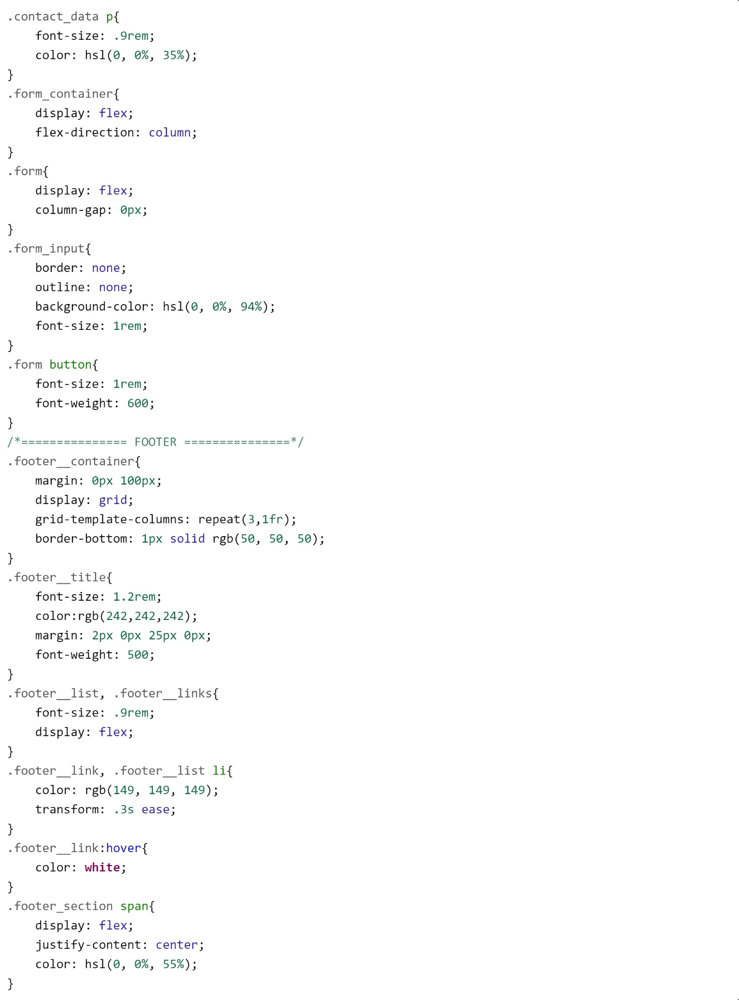 .contact_data p{
    font-size: .9rem;
    color: hsl(0, 0%, 35%);
}
.form_container{
    display: flex;
    flex-direction: column;
}
.form{
    display: flex;
    column-gap: 0px;
}
.form_input{
    border: none;
    outline: none;
    background-color: hsl(0, 0%, 94%);
    font-size: 1rem;
}
.form button{
    font-size: 1rem;
    font-weight: 600;
}
/*=============== FOOTER ===============*/
.footer__container{
    margin: 0px 100px;
    display: grid;
    grid-template-columns: repeat(3,1fr);
    border-bottom: 1px solid rgb(50, 50, 50);
}
.footer__title{
    font-size: 1.2rem;
    color:rgb(242,242,242);
    margin: 2px 0px 25px 0px;
    font-weight: 500;
}
.footer__list, .footer__links{
    font-size: .9rem;
    display: flex;
}
.footer__link, .footer__list li{
    color: rgb(149, 149, 149);
    transform: .3s ease;
}
.footer__link:hover{
    color: white;
}
.footer_section span{
    display: flex;
    justify-content: center;
    color: hsl(0, 0%, 55%);
}